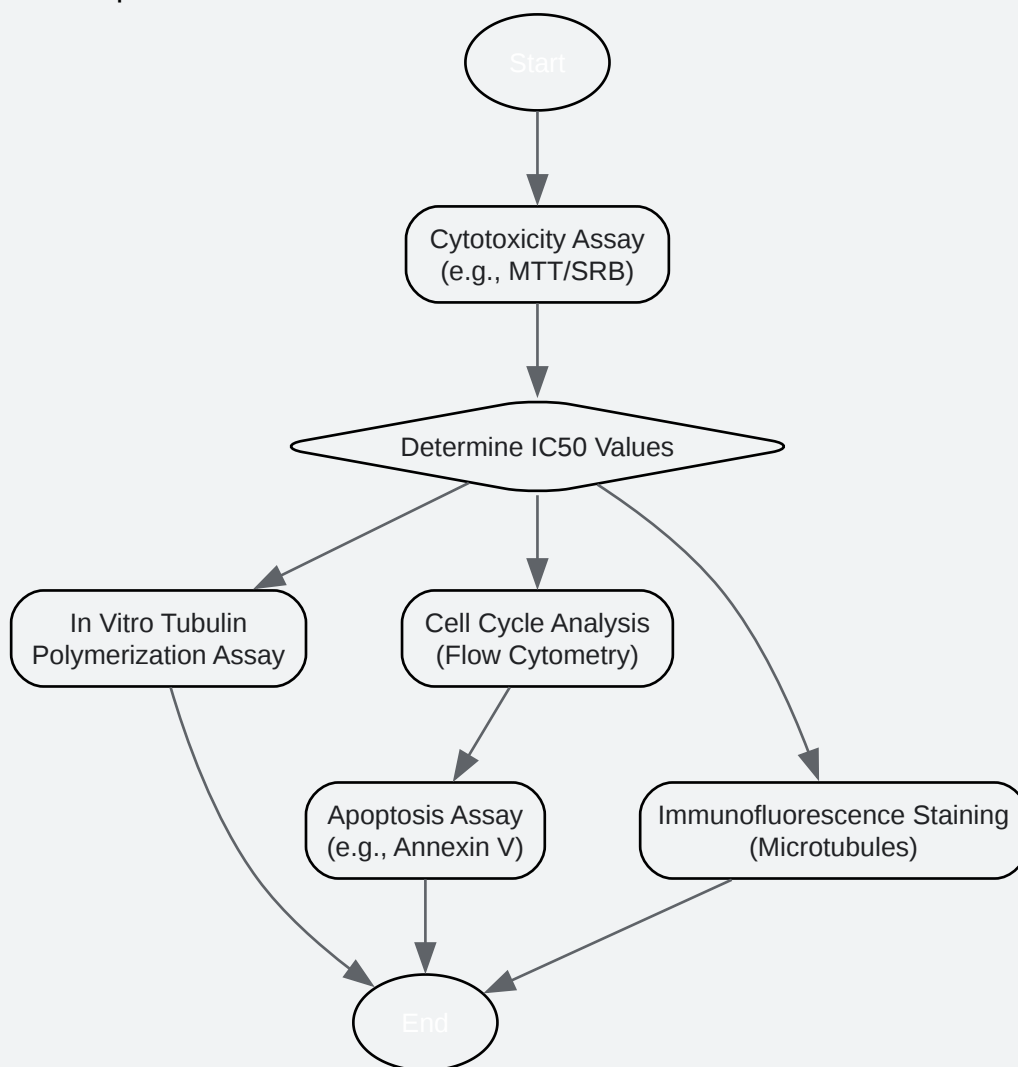 Start
Cytotoxicity Assay
(e.g., MTT/SRB)
Determine IC50 Values
In Vitro Tubulin
Polymerization Assay
Cell Cycle Analysis
(Flow Cytometry)
Apoptosis Assay
(e.g., Annexin V)
Immunofluorescence Staining
(Microtubules)
End